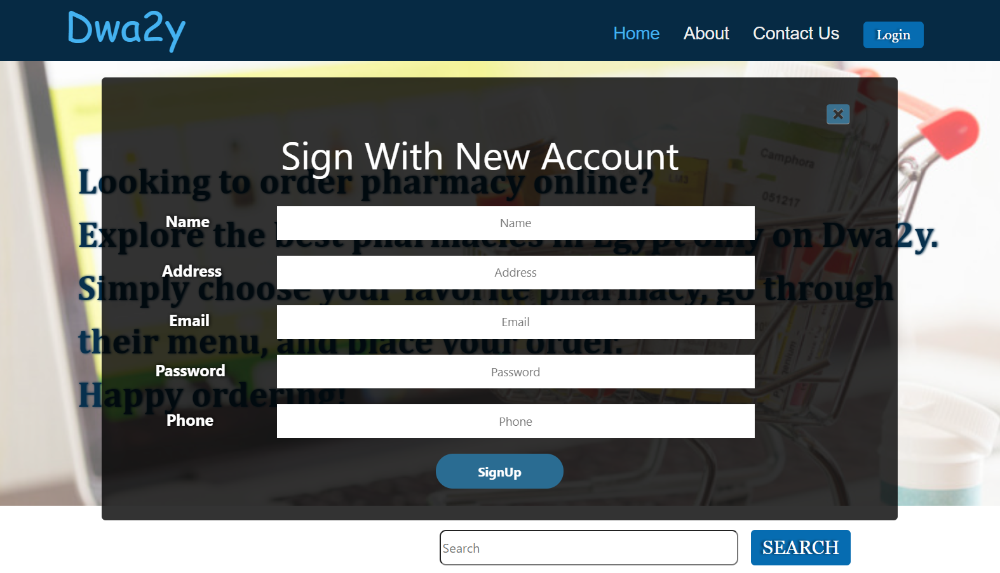 Dwa2y
Home About Contact Us Login
Sign With New Account
Looking to order pharmacy online?
Explore the best pharmacies in Egypt only on Dwa2y.
Simply choose your favorite pharmacy, go through
their menu, and place your order.
Happy ordering!
Camphora
LM3
051217
Name Name
Address Address
Email Email
Password Password
Phone Phone
SignUp
Search SEARCH